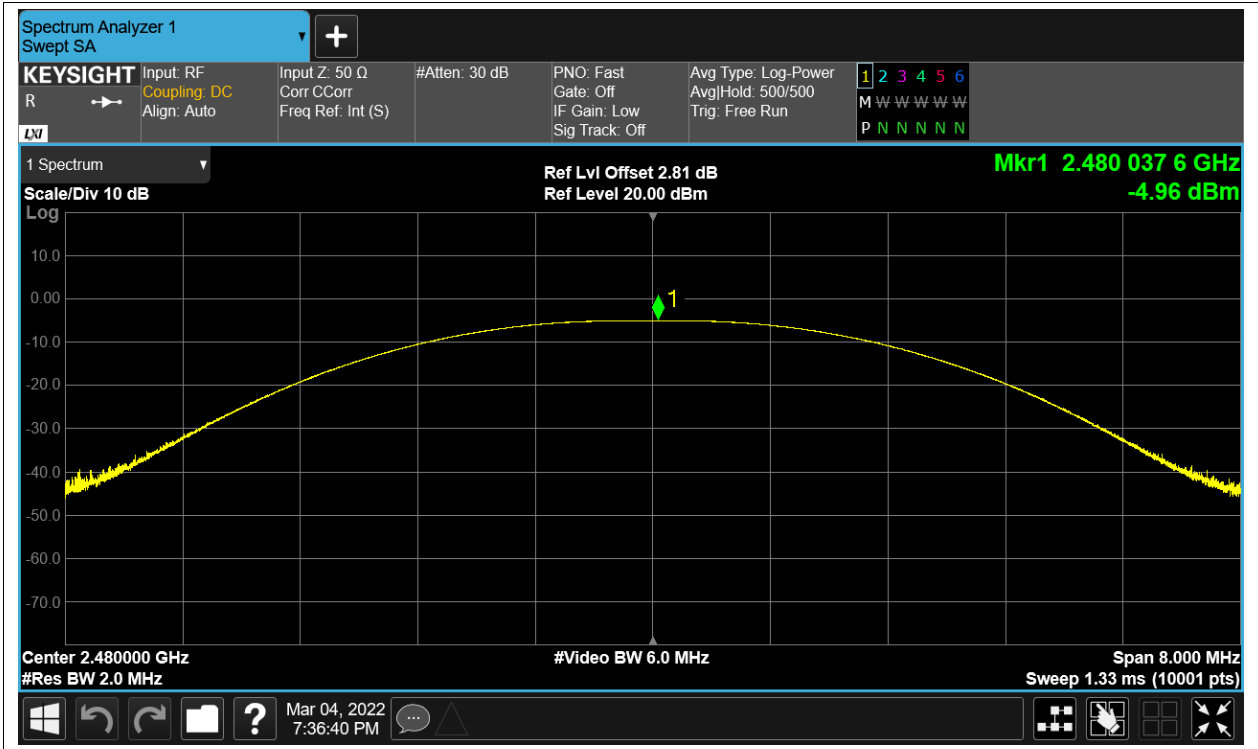 Spectrum Analyzer 1
Swept SA
KEYSIGHT
R
LXI
Input: RF
Coupling: DC
Align: Auto
Input Z: 50 Ω
Corr CCorr
Freq Ref: Int (S)
#Atten: 30 dB
PNO: Fast
Gate: Off
IF Gain: Low
Sig Track: Off
Avg Type: Log-Power
Avg|Hold: 500/500
Trig: Free Run
1 2 3 4 5 6
M W W W W W
P N N N N N
1 Spectrum
Scale/Div 10 dB
Log
Ref Lvl Offset 2.81 dB
Ref Level 20.00 dBm
Mkr1 2.480 037 6 GHz
-4.96 dBm
10.0
0.00
1
-10.0
-20.0
-30.0
-40.0
-50.0
-60.0
-70.0
Center 2.480000 GHz
#Res BW 2.0 MHz
#Video BW 6.0 MHz
Span 8.000 MHz
Sweep 1.33 ms (10001 pts)
?
Mar 04, 2022
7:36:40 PM